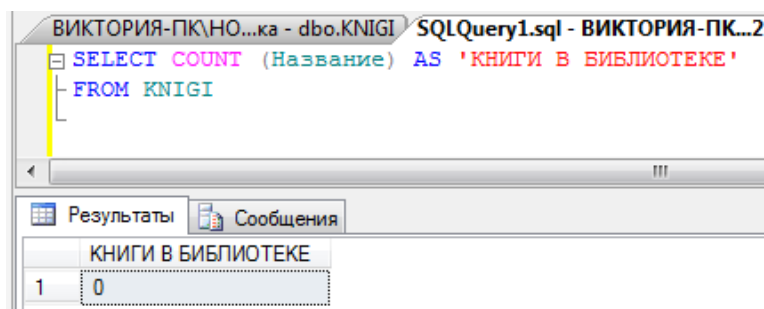 ВИКТОРИЯ-ПК\НО...ка - dbo.KNIGI SQLQuery1.sql - ВИКТОРИЯ-ПК...2
SELECT COUNT (Название) AS 'КНИГИ В БИБЛИОТЕКЕ'
FROM KNIGI
Результаты Сообщения
КНИГИ В БИБЛИОТЕКЕ
1 0